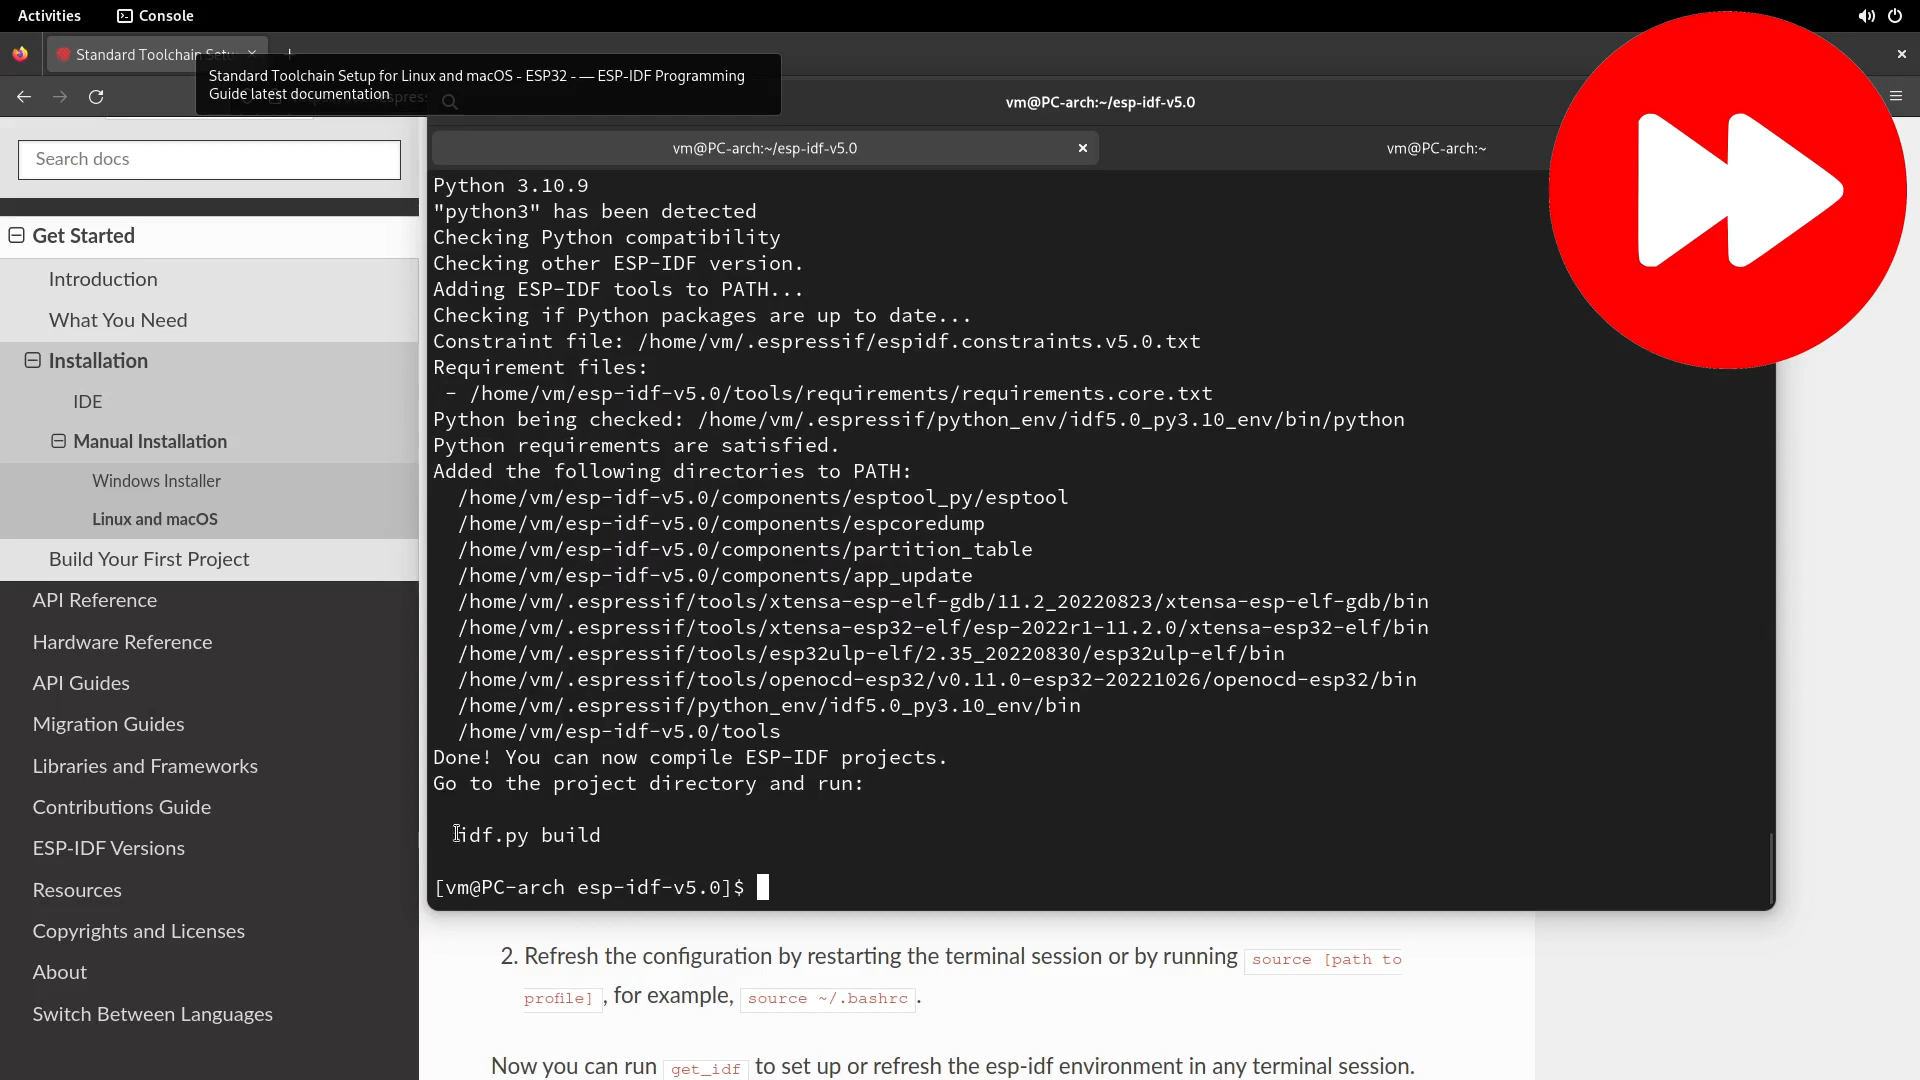 Activities
Console
Standard Toolchain Setu
Standard Toolchain Setup for Linux and macOS - ESP32 - — ESP-IDF Programming
Guide latest documentation
vm@PC-arch:~/esp-idf-v5.0
Search docs
Get Started
Introduction
What You Need
Installation
IDE
Manual Installation
Windows Installer
Linux and macOS
Build Your First Project
API Reference
Hardware Reference
API Guides
Migration Guides
Libraries and Frameworks
Contributions Guide
ESP-IDF Versions
Resources
Copyrights and Licenses
About
Switch Between Languages
vm@PC-arch:~/esp-idf-v5.0
vm@PC-arch:~
Python 3.10.9
"python3" has been detected
Checking Python compatibility
Checking other ESP-IDF version.
Adding ESP-IDF tools to PATH...
Checking if Python packages are up to date...
Constraint file: /home/vm/.espressif/espidf.constraints.v5.0.txt
Requirement files:
- /home/vm/esp-idf-v5.0/tools/requirements/requirements.core.txt
Python being checked: /home/vm/.espressif/python_env/idf5.0_py3.10_env/bin/python
Python requirements are satisfied.
Added the following directories to PATH:
/home/vm/esp-idf-v5.0/components/esptool_py/esptool
/home/vm/esp-idf-v5.0/components/espcoredump
/home/vm/esp-idf-v5.0/components/partition_table
/home/vm/esp-idf-v5.0/components/app_update
/home/vm/.espressif/tools/xtensa-esp-elf-gdb/11.2_20220823/xtensa-esp-elf-gdb/bin
/home/vm/.espressif/tools/xtensa-esp32-elf/esp-2022r1-11.2.0/xtensa-esp32-elf/bin
/home/vm/.espressif/tools/esp32ulp-elf/2.35_20220830/esp32ulp-elf/bin
/home/vm/.espressif/tools/openocd-esp32/v0.11.0-esp32-20221026/openocd-esp32/bin
/home/vm/.espressif/python_env/idf5.0_py3.10_env/bin
/home/vm/esp-idf-v5.0/tools
Done! You can now compile ESP-IDF projects.
Go to the project directory and run:
idf.py build
[vm@PC-arch esp-idf-v5.0]$
2. Refresh the configuration by restarting the terminal session or by running source [path to
profile] , for example, source ~/.bashrc .
Now you can run get_idf to set up or refresh the esp-idf environment in any terminal session.